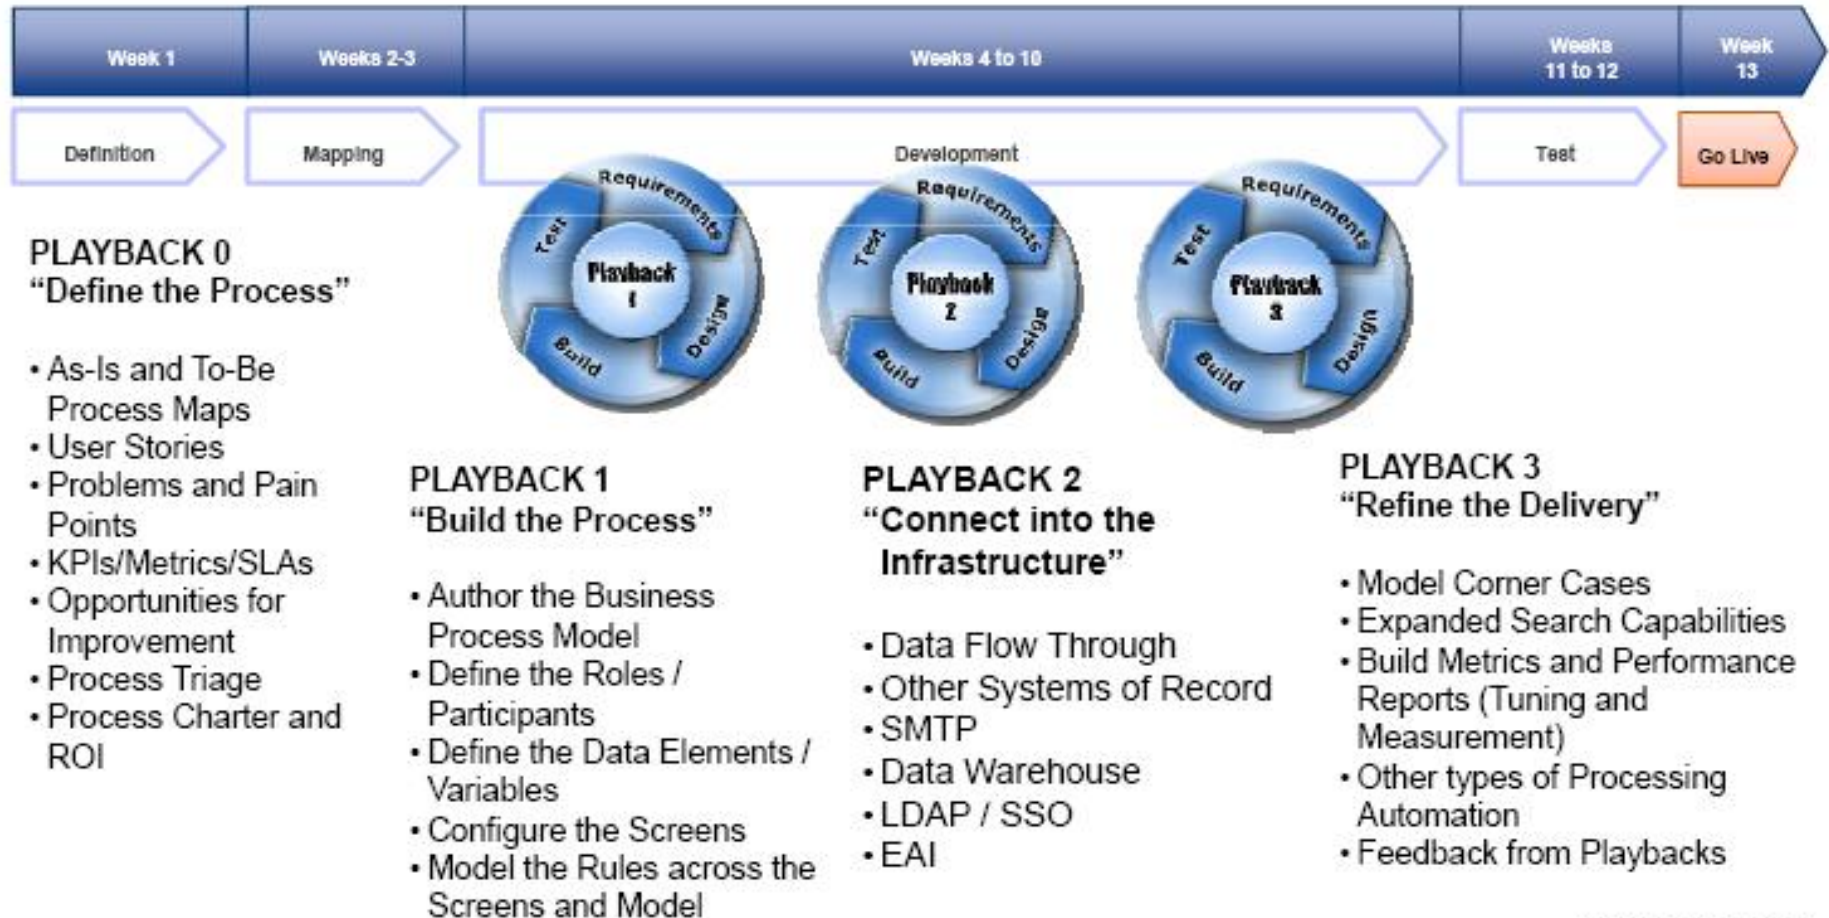 Week 1
Weeks 2-3
Weeks 4 to 10
Weeks
11 to 12
Week
13
Definition
Mapping
Development
Test
Go Live
Requirements
Design
Build
Test
Playback
1
Requirements
Design
Build
Test
Playback
2
Requirements
Design
Build
Test
Playback
3
PLAYBACK 0
“Define the Process”
• As-Is and To-Be
Process Maps
• User Stories
• Problems and Pain
Points
• KPIs/Metrics/SLAs
• Opportunities for
Improvement
• Process Triage
• Process Charter and
ROI
PLAYBACK 1
“Build the Process”
• Author the Business
Process Model
• Define the Roles /
Participants
• Define the Data Elements /
Variables
• Configure the Screens
• Model the Rules across the
Screens and Model
PLAYBACK 2
“Connect into the
Infrastructure”
• Data Flow Through
• Other Systems of Record
• SMTP
• Data Warehouse
• LDAP / SSO
• EAI
PLAYBACK 3
“Refine the Delivery”
• Model Corner Cases
• Expanded Search Capabilities
• Build Metrics and Performance
Reports (Tuning and
Measurement)
• Other types of Processing
Automation
• Feedback from Playbacks